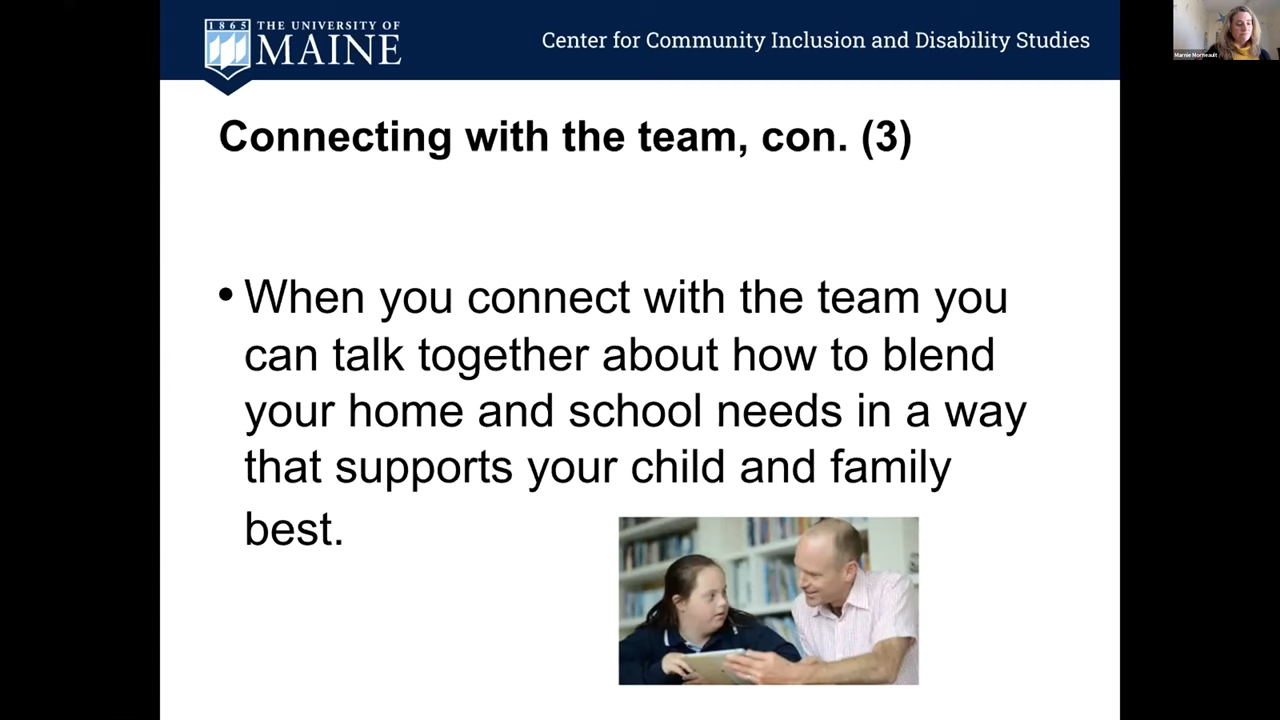 1865
THE UNIVERSITY OF
MAINE
Center for Community Inclusion and Disability Studies
Marnie Morneault
Connecting with the team, con. (3)
• When you connect with the team you
can talk together about how to blend
your home and school needs in a way
that supports your child and family
best.